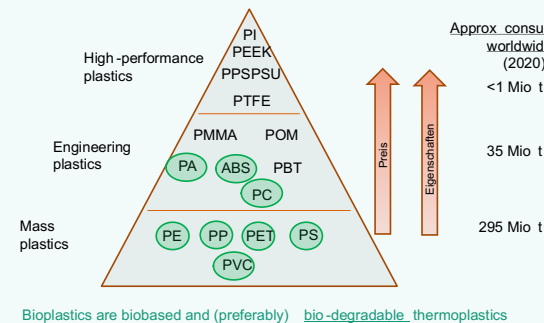 Approx consu
worldwid
(2020)
High-performance
plastics
PI
PEEK
PPSPSU
PTFE
<1 Mio t
Engineering
plastics
PMMA POM
PA ABS PBT
PC
35 Mio t
Preis
Eigenschaften
Mass
plastics
PE PP PET PS
PVC
295 Mio t
Bioplastics are biobased and (preferably) bio-degradable thermoplastics